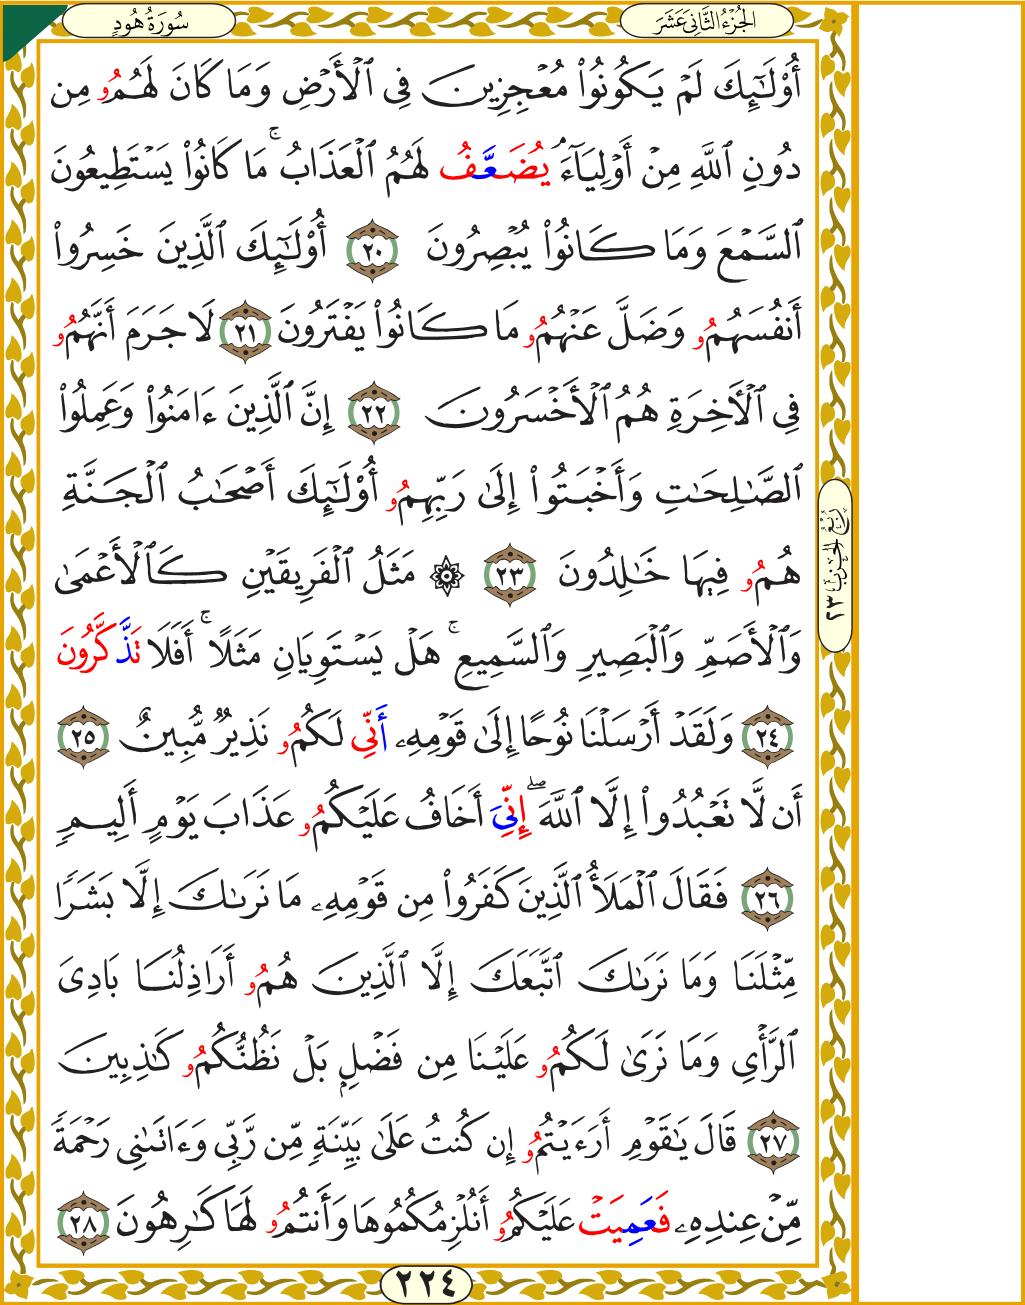 سُورَةُ هُودٍ
الجُزْءُ الثَّانِي عَشَرَ
أُوْلَٰٓئِكَ لَمْ يَكُونُواْ مُعْجِزِينَ فِي ٱلْأَرْضِ وَمَا كَانَ لَهُمُو مِن
دُونِ ٱللَّهِ مِنْ أَوْلِيَآءَۘ يُضَعَّفُ لَهُمُ ٱلْعَذَابُۚ مَا كَانُواْ يَسْتَطِيعُونَ
ٱلسَّمْعَ وَمَا كَانُواْ يُبْصِرُونَ ٢٠ أُوْلَٰٓئِكَ ٱلَّذِينَ خَسِرُواْ
أَنفُسَهُمُو وَضَلَّ عَنْهُمُو مَا كَانُواْ يَفْتَرُونَ ٢١ لَا جَرَمَ أَنَّهُمُو
فِي ٱلْأَخِرَةِ هُمُ ٱلْأَخْسَرُونَ ٢٢ إِنَّ ٱلَّذِينَ ءَامَنُواْ وَعَمِلُواْ
ٱلصَّٰلِحَٰتِ وَأَخْبَتُواْ إِلَىٰ رَبِّهِمُو أُوْلَٰٓئِكَ أَصْحَٰبُ ٱلْجَنَّةِ
هُمُو فِيهَا خَٰلِدُونَ ٢٣ ۞ مَثَلُ ٱلْفَرِيقَيْنِ كَٱلْأَعْمَىٰ
وَٱلْأَصَمِّ وَٱلْبَصِيرِ وَٱلسَّمِيعِۚ هَلْ يَسْتَوِيَانِ مَثَلًاۚ أَفَلَا تَذَّكَّرُونَ
٢٤ وَلَقَدْ أَرْسَلْنَا نُوحًا إِلَىٰ قَوْمِهِۦ أَنِّي لَكُمُو نَذِيرٌ مُّبِينٌ ٢٥
أَن لَّا تَعْبُدُواْ إِلَّا ٱللَّهَۖ إِنِّيَ أَخَافُ عَلَيْكُمُو عَذَابَ يَوْمٍ أَلِيمٍ
٢٦ فَقَالَ ٱلْمَلَأُ ٱلَّذِينَ كَفَرُواْ مِن قَوْمِهِۦ مَا نَرَىٰكَ إِلَّا بَشَرًا
مِّثْلَنَا وَمَا نَرَىٰكَ ٱتَّبَعَكَ إِلَّا ٱلَّذِينَ هُمُو أَرَاذِلُنَا بَادِيَ
ٱلرَّأْيِ وَمَا نَرَىٰ لَكُمُو عَلَيْنَا مِن فَضْلٍۭ بَلْ نَظُنُّكُمُو كَٰذِبِينَ
٢٧ قَالَ يَٰقَوْمِ أَرَءَيْتُمُو إِن كُنتُ عَلَىٰ بَيِّنَةٍ مِّن رَّبِّي وَءَاتَىٰنِي رَحْمَةً
مِّنْ عِندِهِۦ فَعَمِيَتْ عَلَيْكُمُو أَنُلْزِمُكُمُوهَا وَأَنتُمُو لَهَا كَٰرِهُونَ ٢٨
رُبْعُ الحِزْبِ ٢٣
٢٢٤